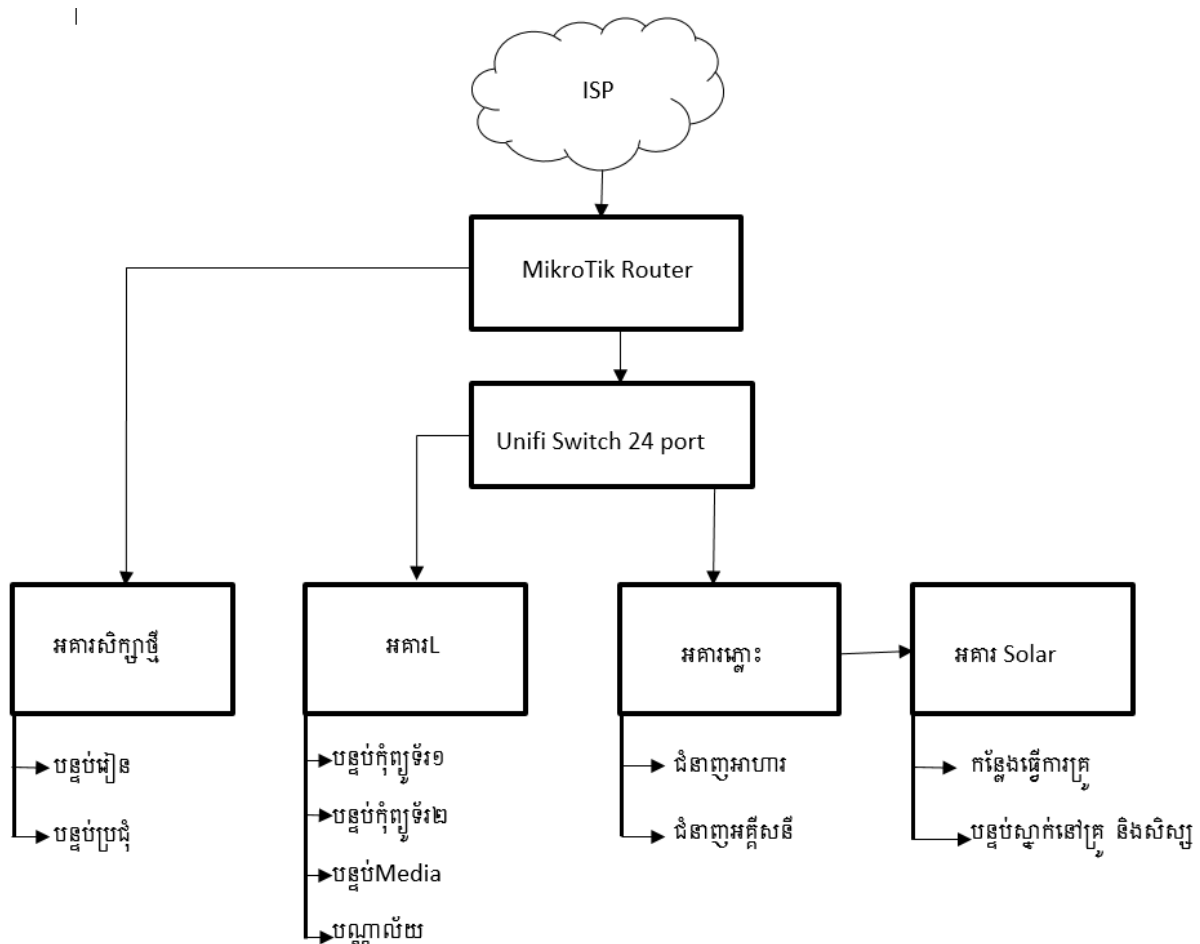 ISP
MikroTik Router
Unifi Switch 24 port
អគារសិក្សាថ្មី
អគារL
អគារភ្លោះ
អគារ Solar
បន្ទប់រៀន
បន្ទប់ប្រជុំ
បន្ទប់កុំព្យូទ័រ១
បន្ទប់កុំព្យូទ័រ២
បន្ទប់Media
បណ្ណាល័យ
ជំនាញអាហារ
ជំនាញអគ្គីសនី
កន្លែងធ្វើការគ្រូ
បន្ទប់ស្នាក់នៅគ្រូ និងសិស្ស